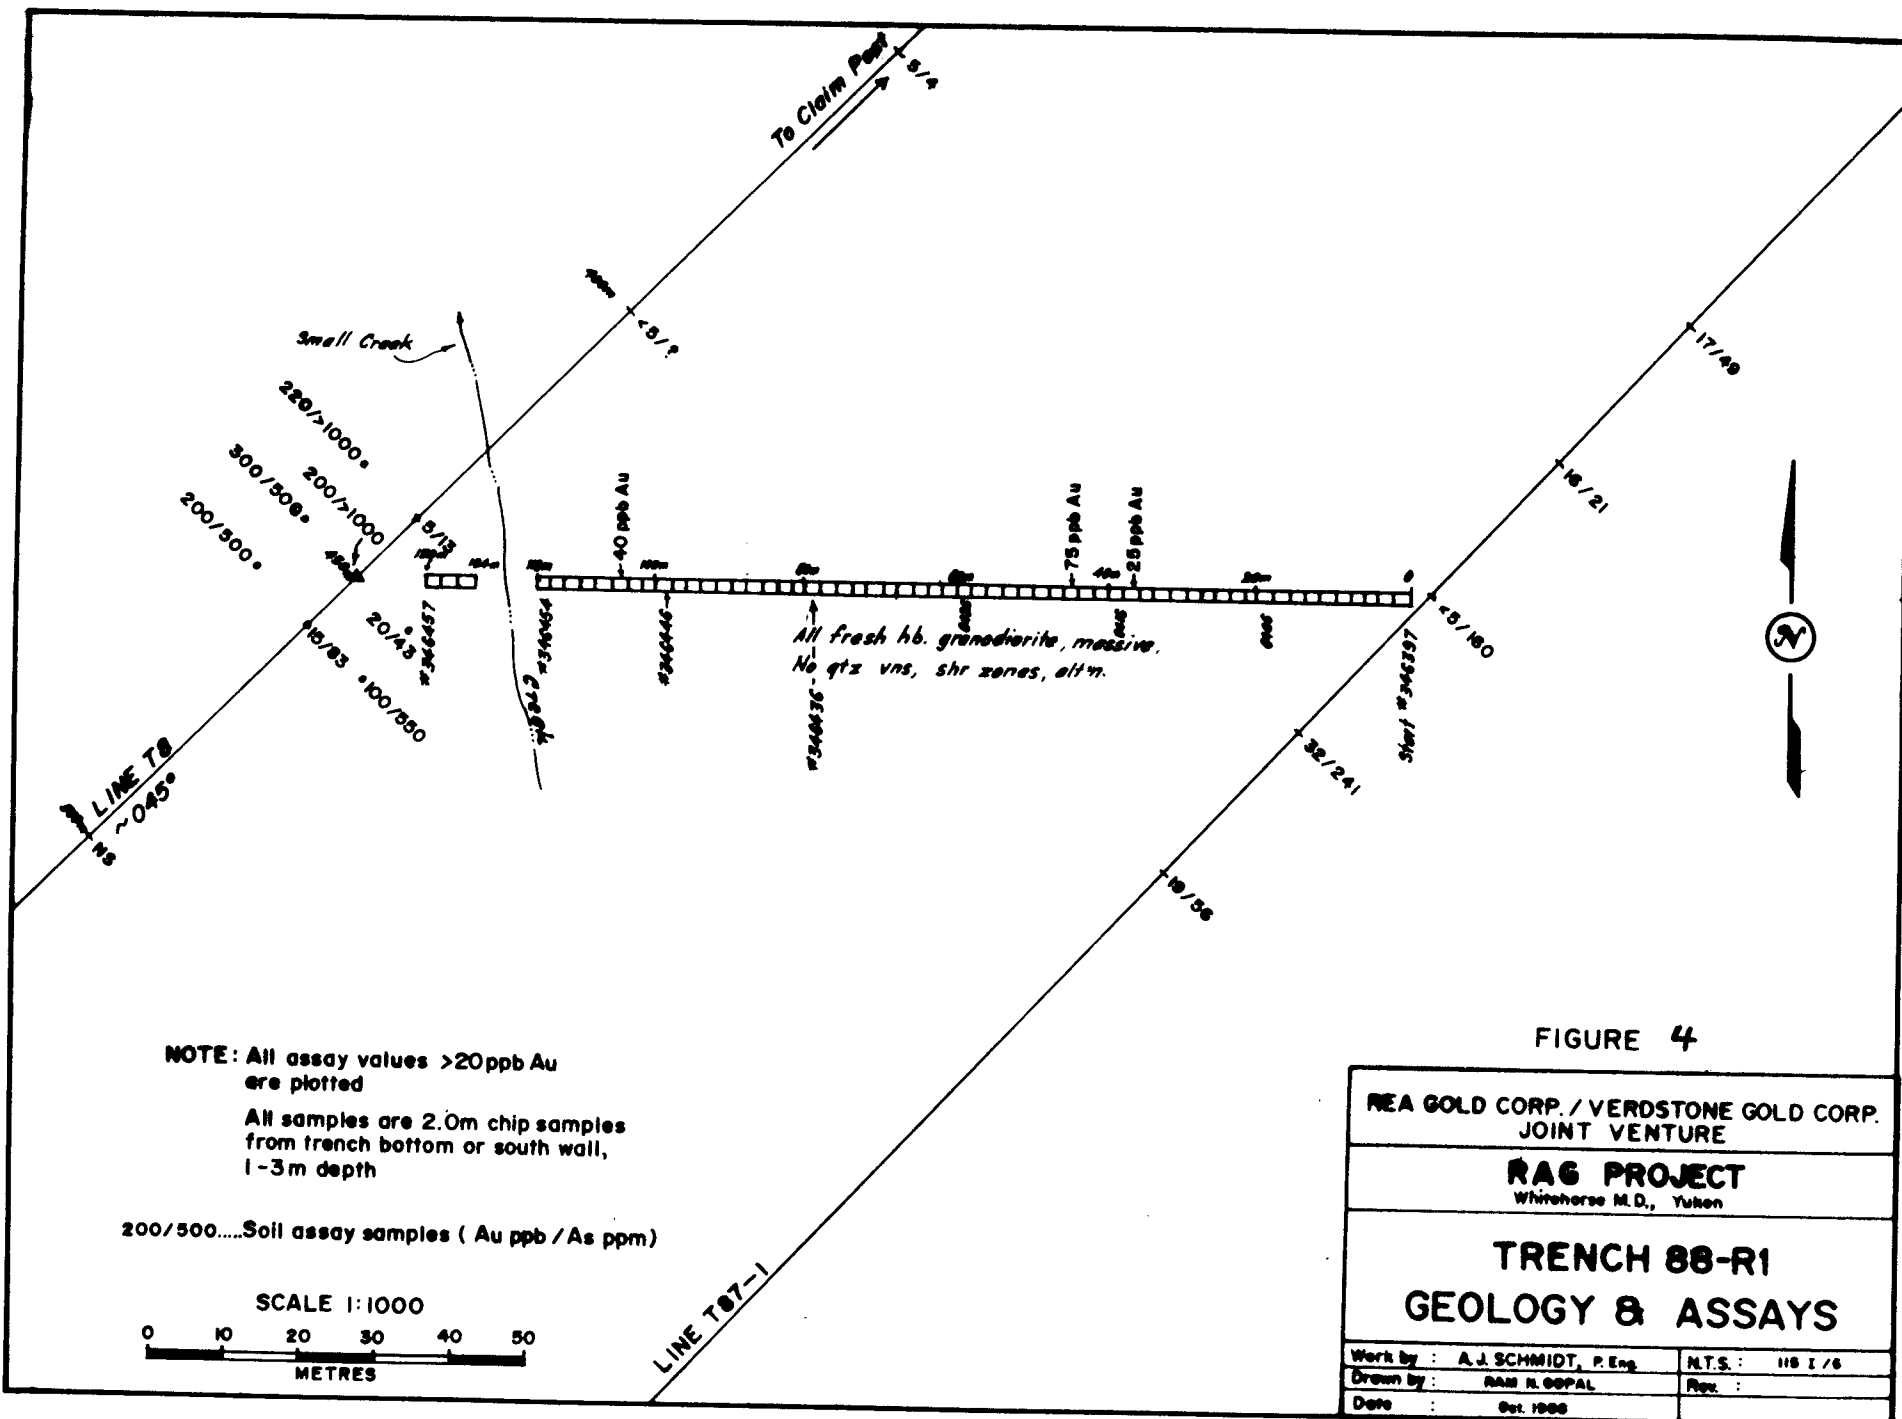 To Claim Post
5/4
<5/?
Small Creek
17/49
220/>1000
300/500
200/>1000
200/500
5/13
16/21
40 ppb Au
75 ppb Au
25 ppb Au
100m
40m
20m
0
<5/160
20/43
15/83
100/550
#346457
Creek
All fresh hb. granodiorite, massive,
No qtz vns, shr zones, alt'n.
Start #346397
32/241
19/56
LINE T8
~045°
NS
N
NOTE: All assay values >20ppb Au
are plotted
All samples are 2.0m chip samples
from trench bottom or south wall,
1-3m depth
200/500.....Soil assay samples ( Au ppb / As ppm)
SCALE 1:1000
0 10 20 30 40 50
METRES
LINE T87-1
FIGURE 4
REA GOLD CORP. / VERDSTONE GOLD CORP.
JOINT VENTURE
RAG PROJECT
Whitehorse M.D., Yukon
TRENCH 88-R1
GEOLOGY & ASSAYS
Work by : A.J. SCHMIDT, P. Eng.
N.T.S. : 115 I /6
Drawn by : RAM N. GOPAL
Rev. :
Date : Oct. 1988